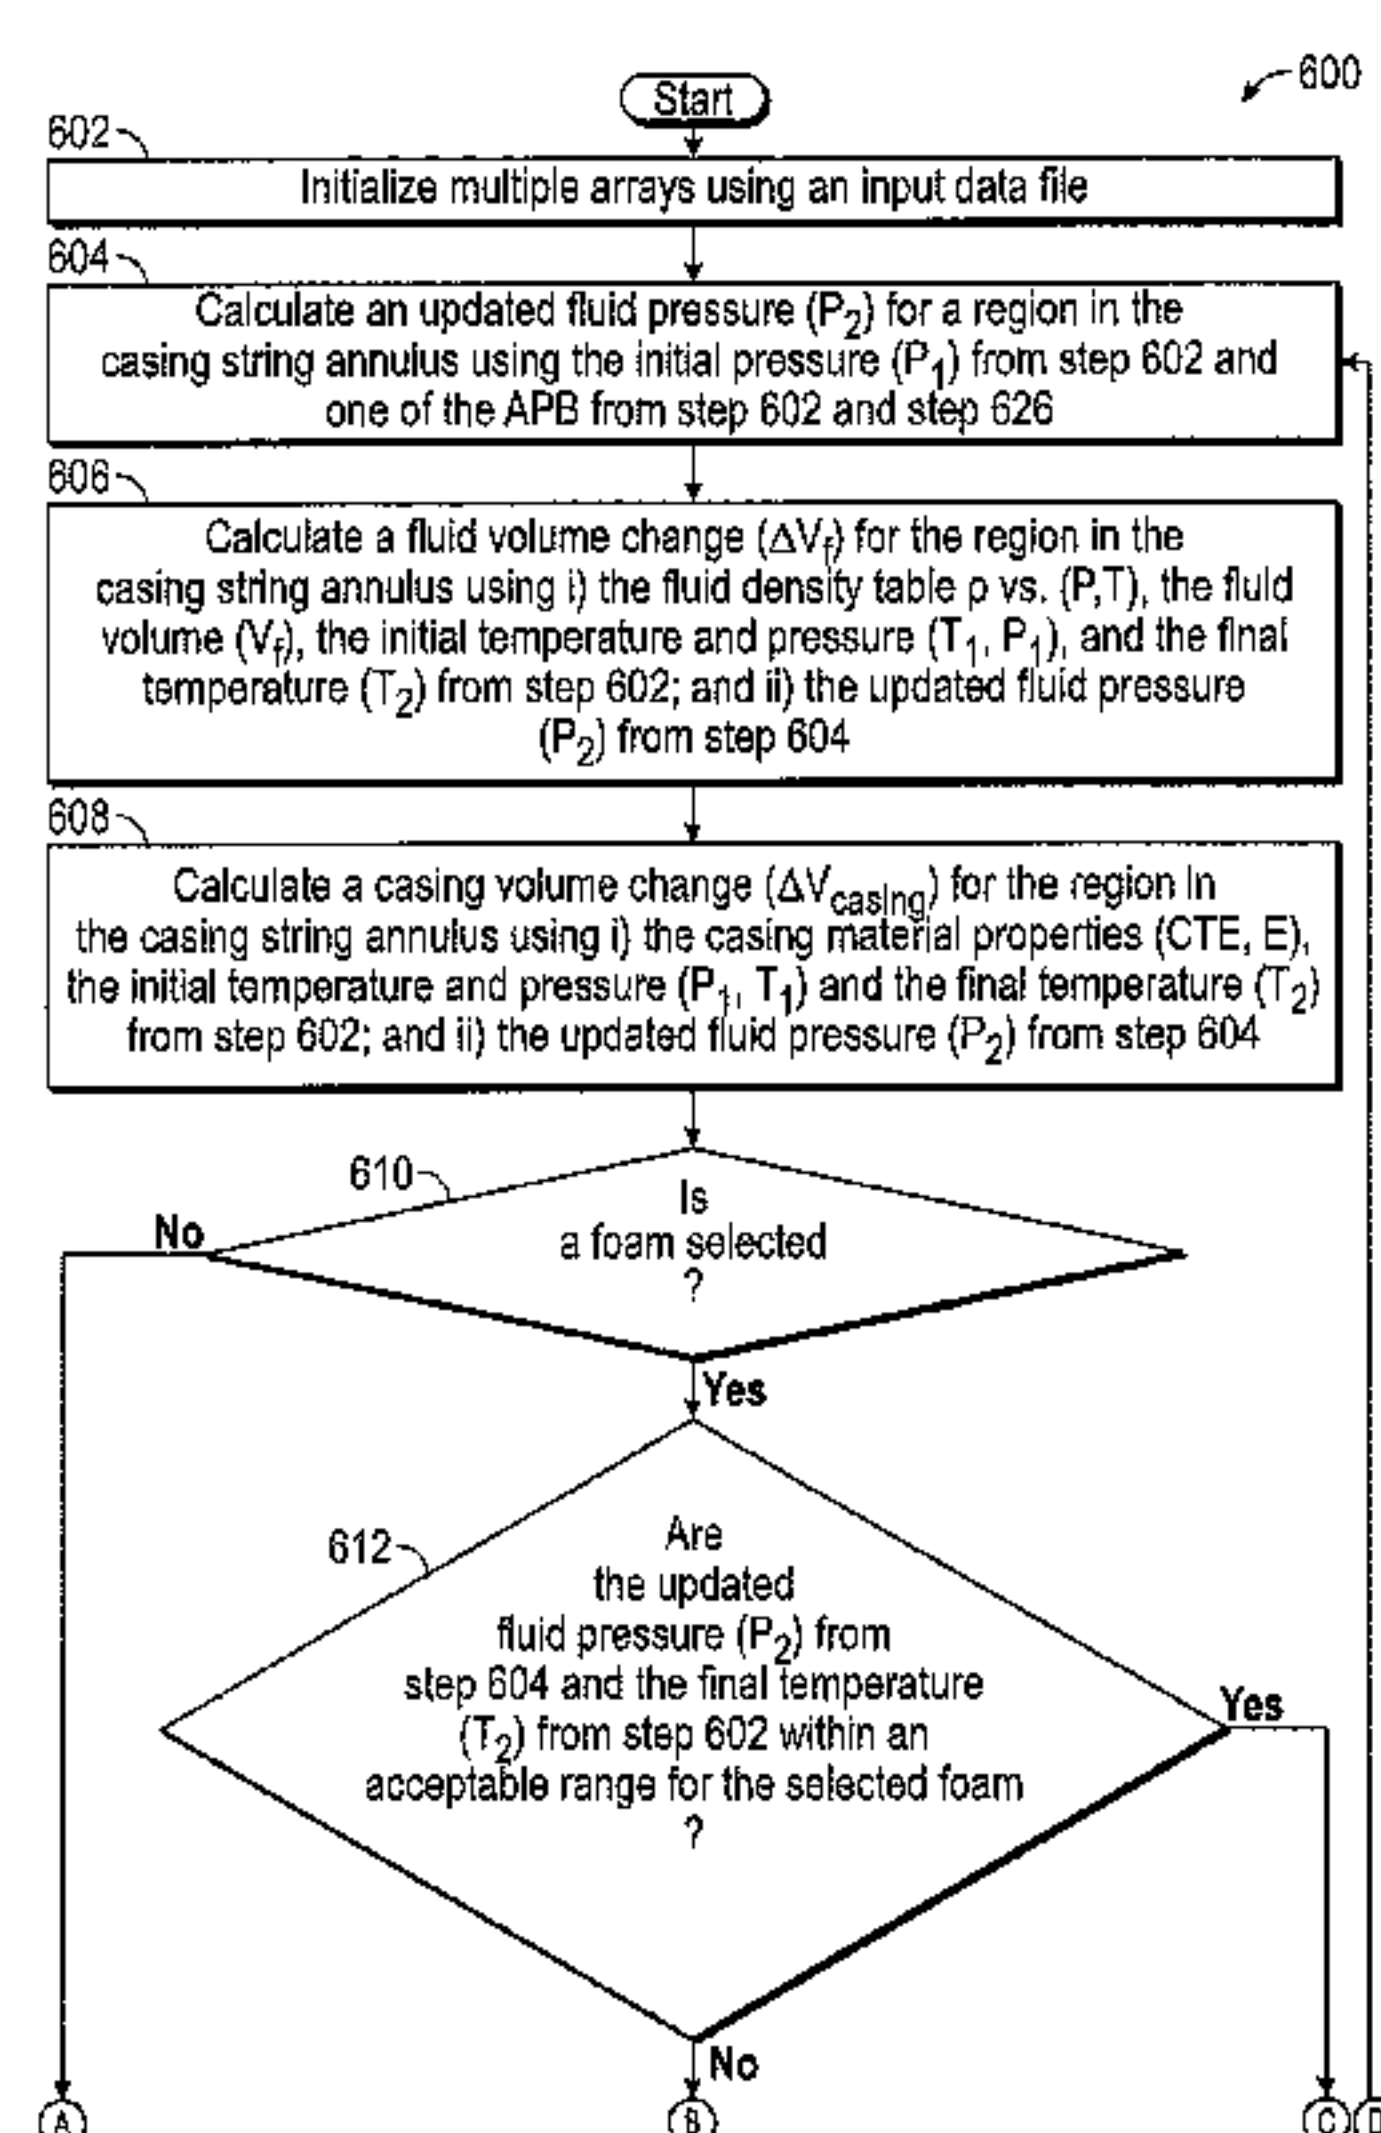 600
Start
602
Initialize multiple arrays using an input data file
604
Calculate an updated fluid pressure (P2) for a region in the
casing string annulus using the initial pressure (P1) from step 602 and
one of the APB from step 602 and step 626
606
Calculate a fluid volume change (ΔVf) for the region in the
casing string annulus using i) the fluid density table ρ vs. (P,T), the fluid
volume (Vf), the initial temperature and pressure (T1, P1), and the final
temperature (T2) from step 602; and ii) the updated fluid pressure
(P2) from step 604
608
Calculate a casing volume change (ΔVcasing) for the region in
the casing string annulus using i) the casing material properties (CTE, E),
the initial temperature and pressure (P1, T1) and the final temperature (T2)
from step 602; and ii) the updated fluid pressure (P2) from step 604
610
Is
a foam selected
?
No
Yes
612
Are
the updated
fluid pressure (P2) from
step 604 and the final temperature
(T2) from step 602 within an
acceptable range for the selected foam
?
Yes
No
A
B
C
D